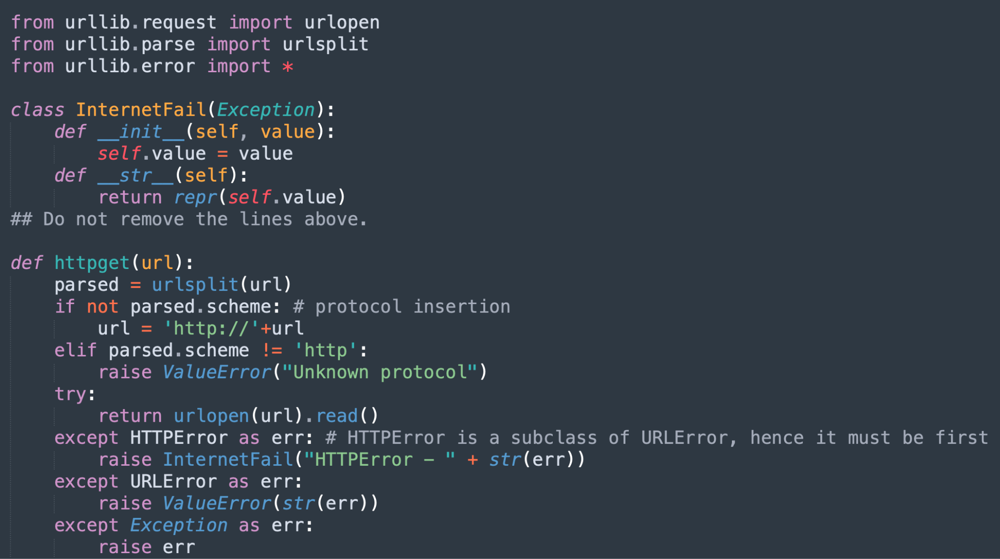 from urllib.request import urlopen
from urllib.parse import urlsplit
from urllib.error import *

class InternetFail(Exception):
    def __init__(self, value):
        self.value = value
    def __str__(self):
        return repr(self.value)
## Do not remove the lines above.

def httpget(url):
    parsed = urlsplit(url)
    if not parsed.scheme: # protocol insertion
        url = 'http://'+url
    elif parsed.scheme != 'http':
        raise ValueError("Unknown protocol")
    try:
        return urlopen(url).read()
    except HTTPError as err: # HTTPError is a subclass of URLError, hence it must be first
        raise InternetFail("HTTPError – " + str(err))
    except URLError as err:
        raise ValueError(str(err))
    except Exception as err:
        raise err